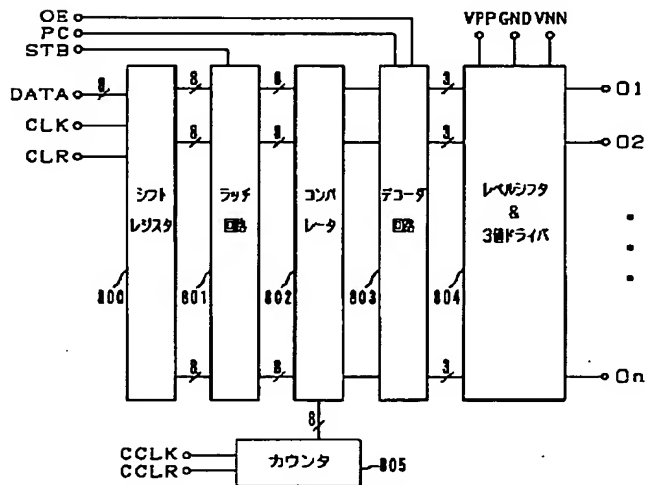 OE
PC
STB
VPP GND VNN
DATA 8 8 8 3 O1
CLK 8 8 3 O2
CLR
シフト
レジスタ
ラッチ
回路
コンパ
レータ
デコーダ
回路
レベルシフタ
&
3値ドライバ
800 801 802 803 804
8 8 3 On
8
CCLK
CCLR
カウンタ
805